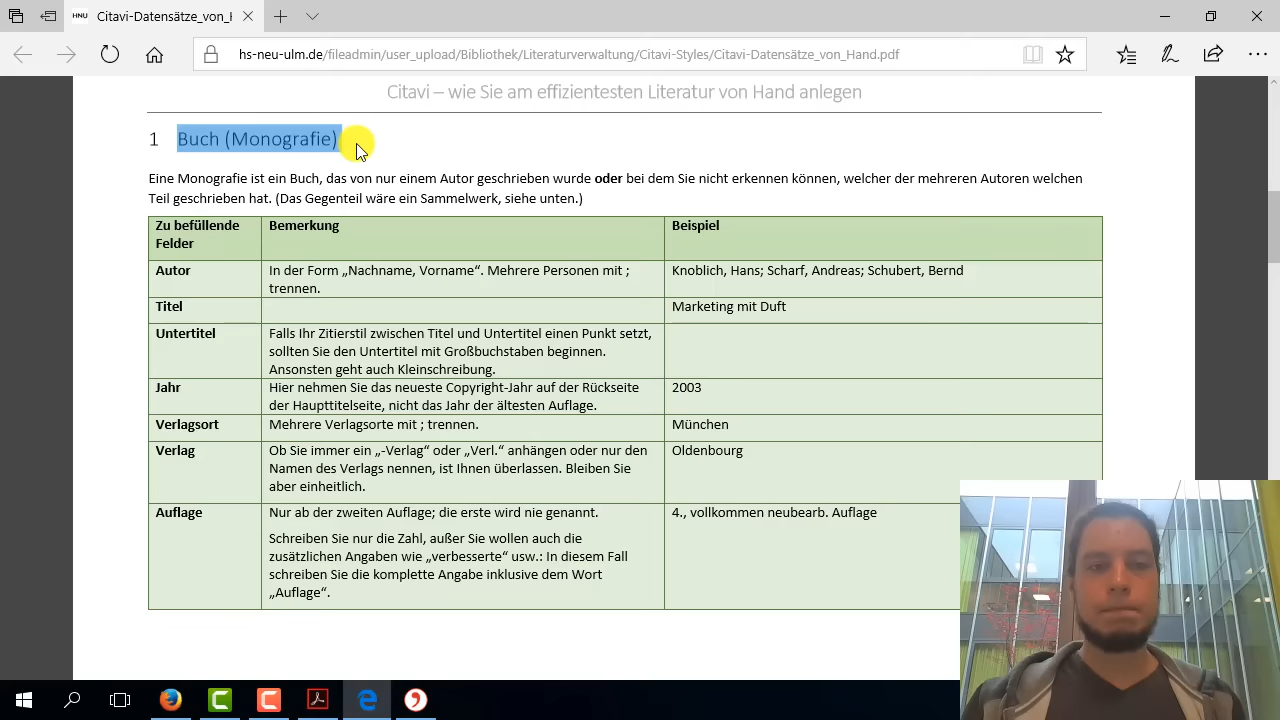 HNU Citavi-Datensätze_von_H
hs-neu-ulm.de/fileadmin/user_upload/Bibliothek/Literaturverwaltung/Citavi-Styles/Citavi-Datensätze_von_Hand.pdf
Citavi – wie Sie am effizientesten Literatur von Hand anlegen
1 Buch (Monografie)
Eine Monografie ist ein Buch, das von nur einem Autor geschrieben wurde oder bei dem Sie nicht erkennen können, welcher der mehreren Autoren welchen
Teil geschrieben hat. (Das Gegenteil wäre ein Sammelwerk, siehe unten.)
Zu befüllende
Felder
Bemerkung
Beispiel
Autor
In der Form „Nachname, Vorname“. Mehrere Personen mit ;
trennen.
Knoblich, Hans; Scharf, Andreas; Schubert, Bernd
Titel
Marketing mit Duft
Untertitel
Falls Ihr Zitierstil zwischen Titel und Untertitel einen Punkt setzt,
sollten Sie den Untertitel mit Großbuchstaben beginnen.
Ansonsten geht auch Kleinschreibung.
Jahr
Hier nehmen Sie das neueste Copyright-Jahr auf der Rückseite
der Haupttitelseite, nicht das Jahr der ältesten Auflage.
2003
Verlagsort
Mehrere Verlagsorte mit ; trennen.
München
Verlag
Ob Sie immer ein „-Verlag“ oder „Verl.“ anhängen oder nur den
Namen des Verlags nennen, ist Ihnen überlassen. Bleiben Sie
aber einheitlich.
Oldenbourg
Auflage
Nur ab der zweiten Auflage; die erste wird nie genannt.
Schreiben Sie nur die Zahl, außer Sie wollen auch die
zusätzlichen Angaben wie „verbesserte“ usw.: In diesem Fall
schreiben Sie die komplette Angabe inklusive dem Wort
„Auflage“.
4., vollkommen neubearb. Auflage